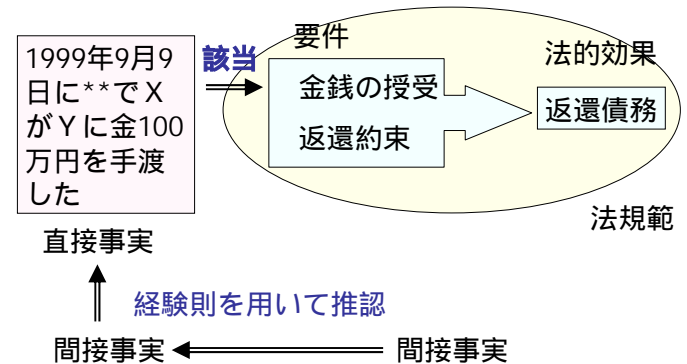 1999年9月9
日に**でＸ
がＹに金100
万円を手渡
した
該当
要件
金銭の授受
返還約束
法的効果
返還債務
法規範
直接事実
経験則を用いて推認
間接事実
間接事実